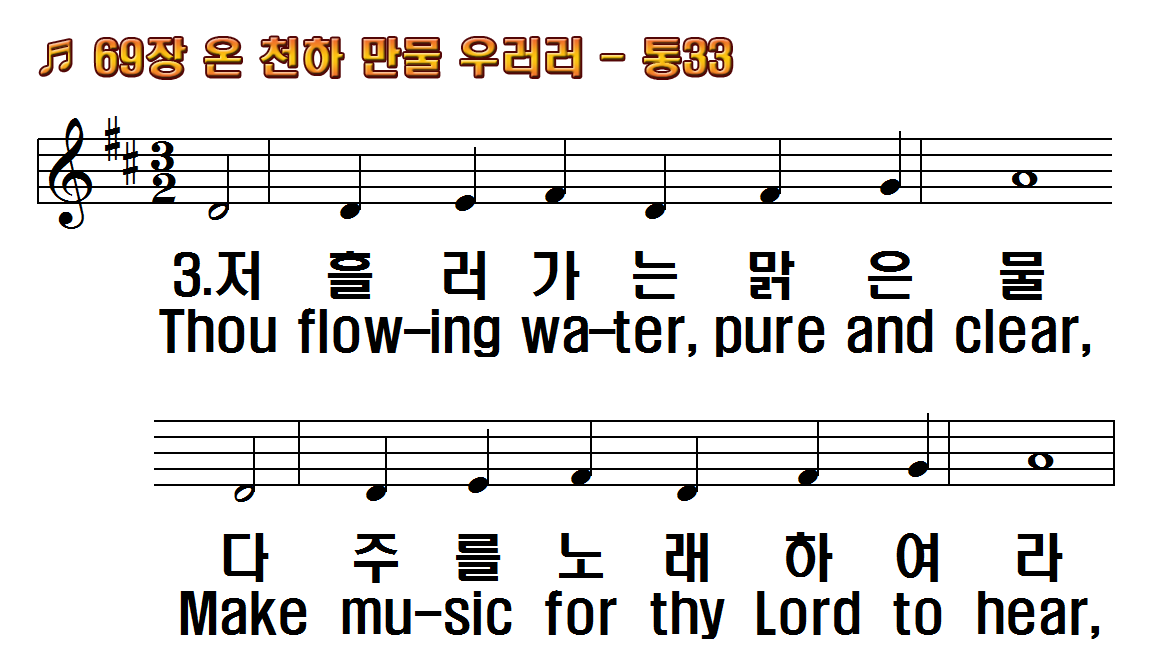 ♬ 69장 온 천하 만물 우러러 - 통33
3
2
3.저 흘 러 가 는 맑 은 물
Thou flow-ing wa-ter, pure and clear,
다 주 를 노 래 하 여 라
Make mu-sic for thy Lord to hear,